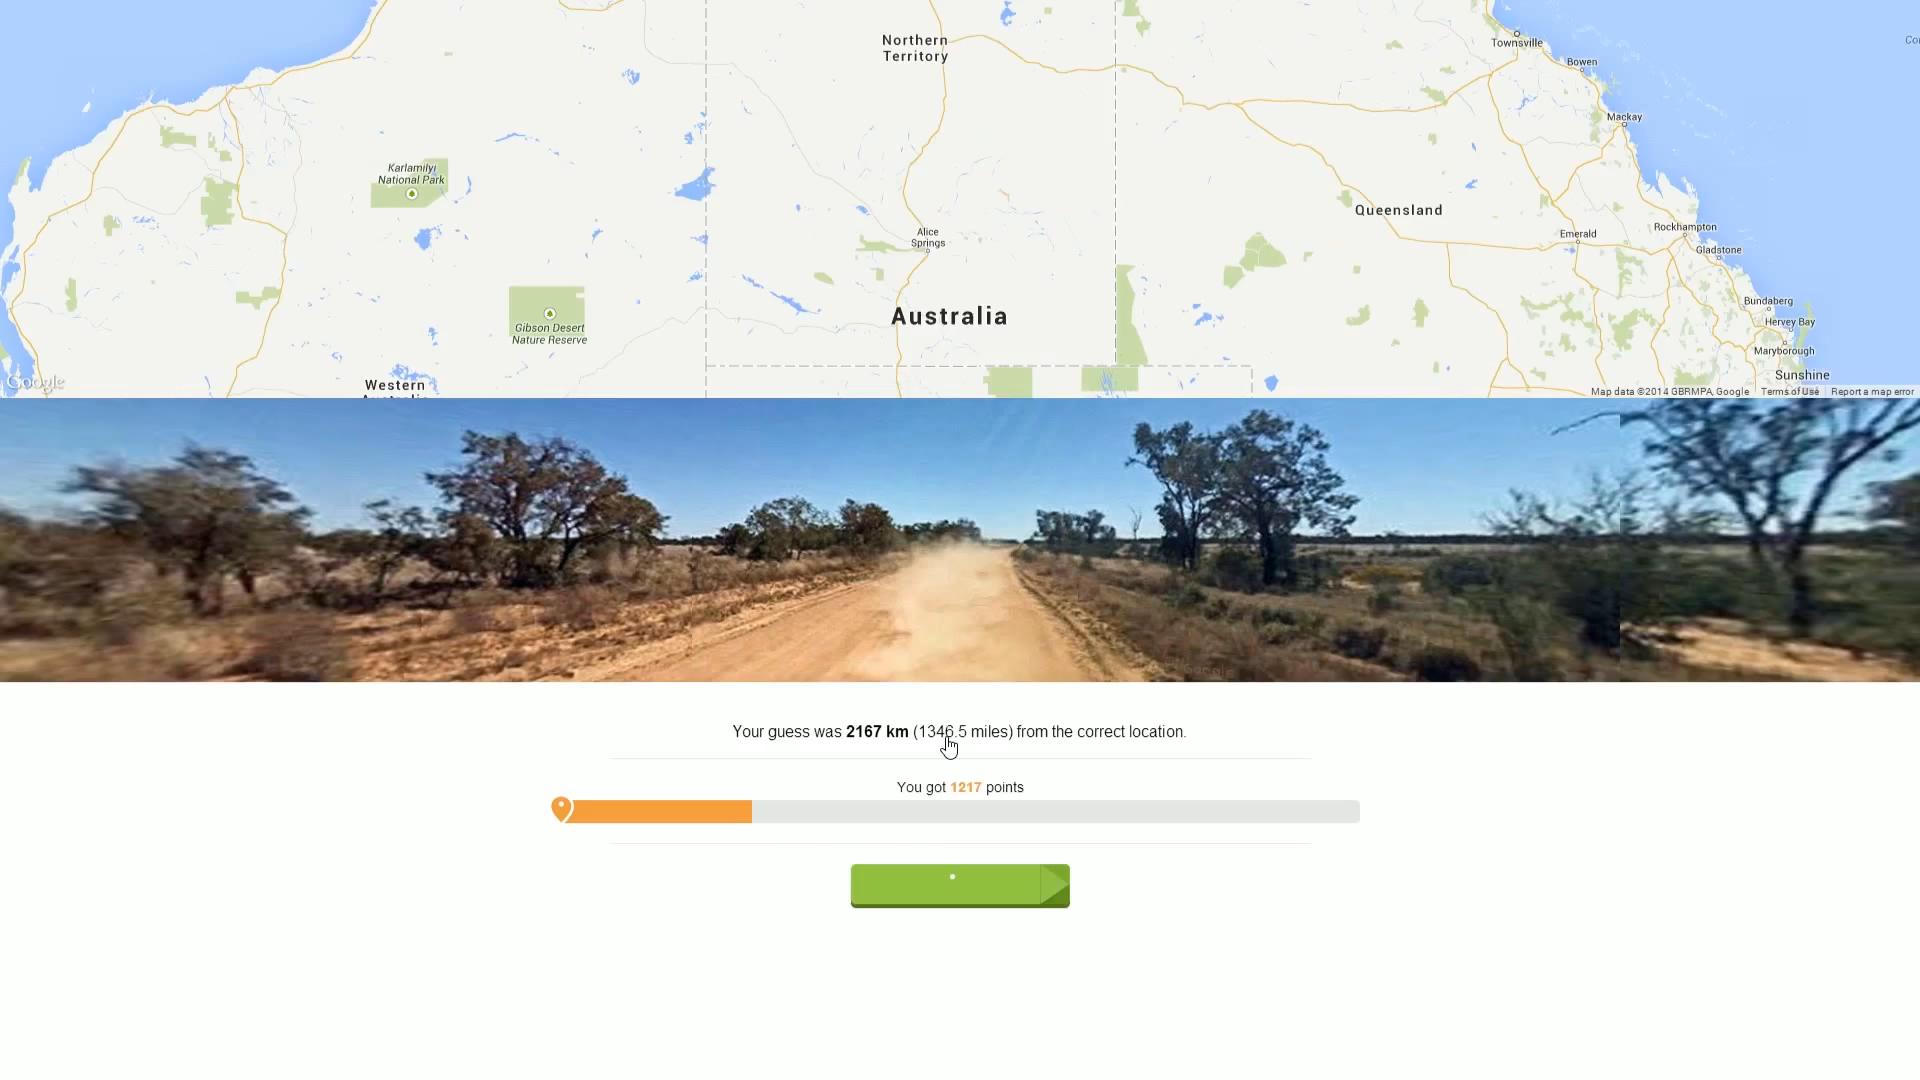 Northern
Territory
Townsville
Bowen
Mackay
Karlamilyi
National Park
Queensland
Alice
Springs
Emerald
Rockhampton
Gladstone
Australia
Gibson Desert
Nature Reserve
Bundaberg
Hervey Bay
Maryborough
Sunshine
Western
Google
Map data ©2014 GBRMPA, Google Terms of Use Report a map error
Google
Your guess was 2167 km (1346.5 miles) from the correct location.
You got 1217 points